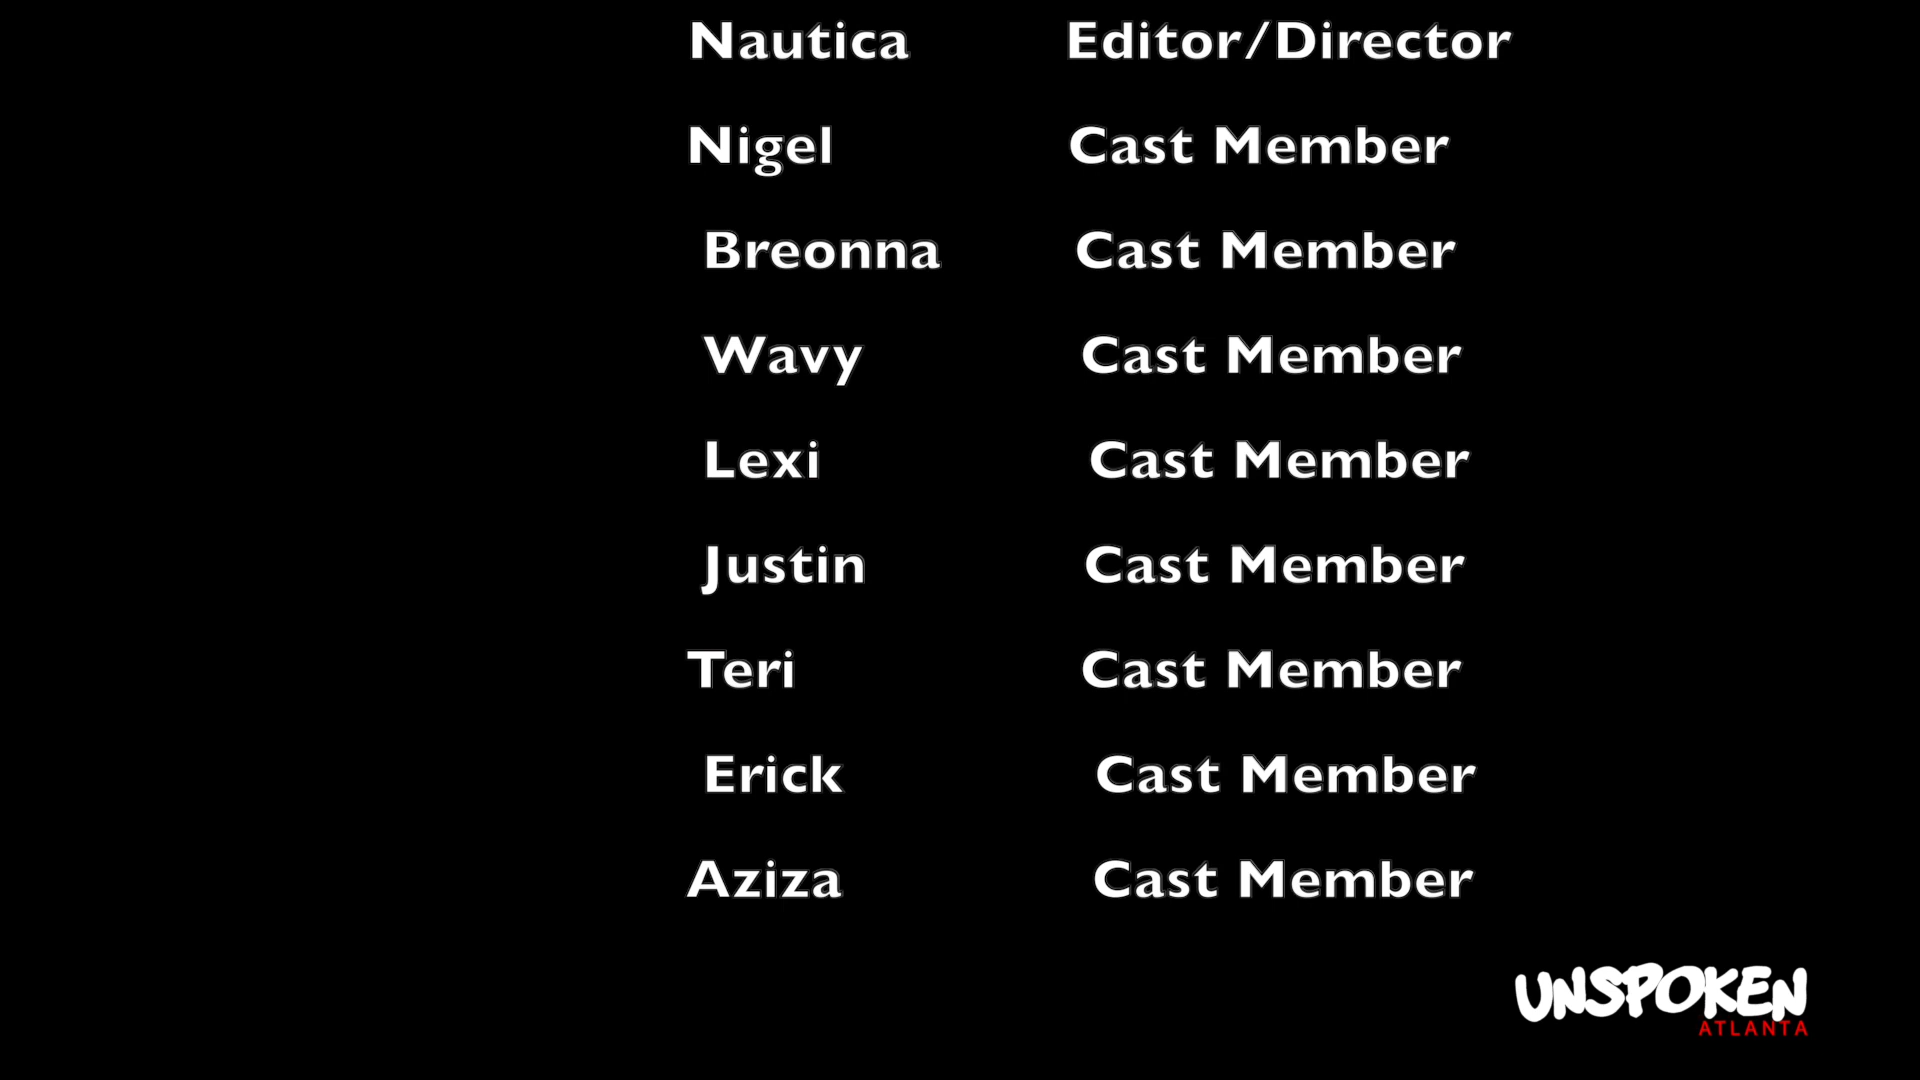 Nautica Editor/Director
Nigel Cast Member
Breonna Cast Member
Wavy Cast Member
Lexi Cast Member
Justin Cast Member
Teri Cast Member
Erick Cast Member
Aziza Cast Member
UNSPOKEN
ATLANTA